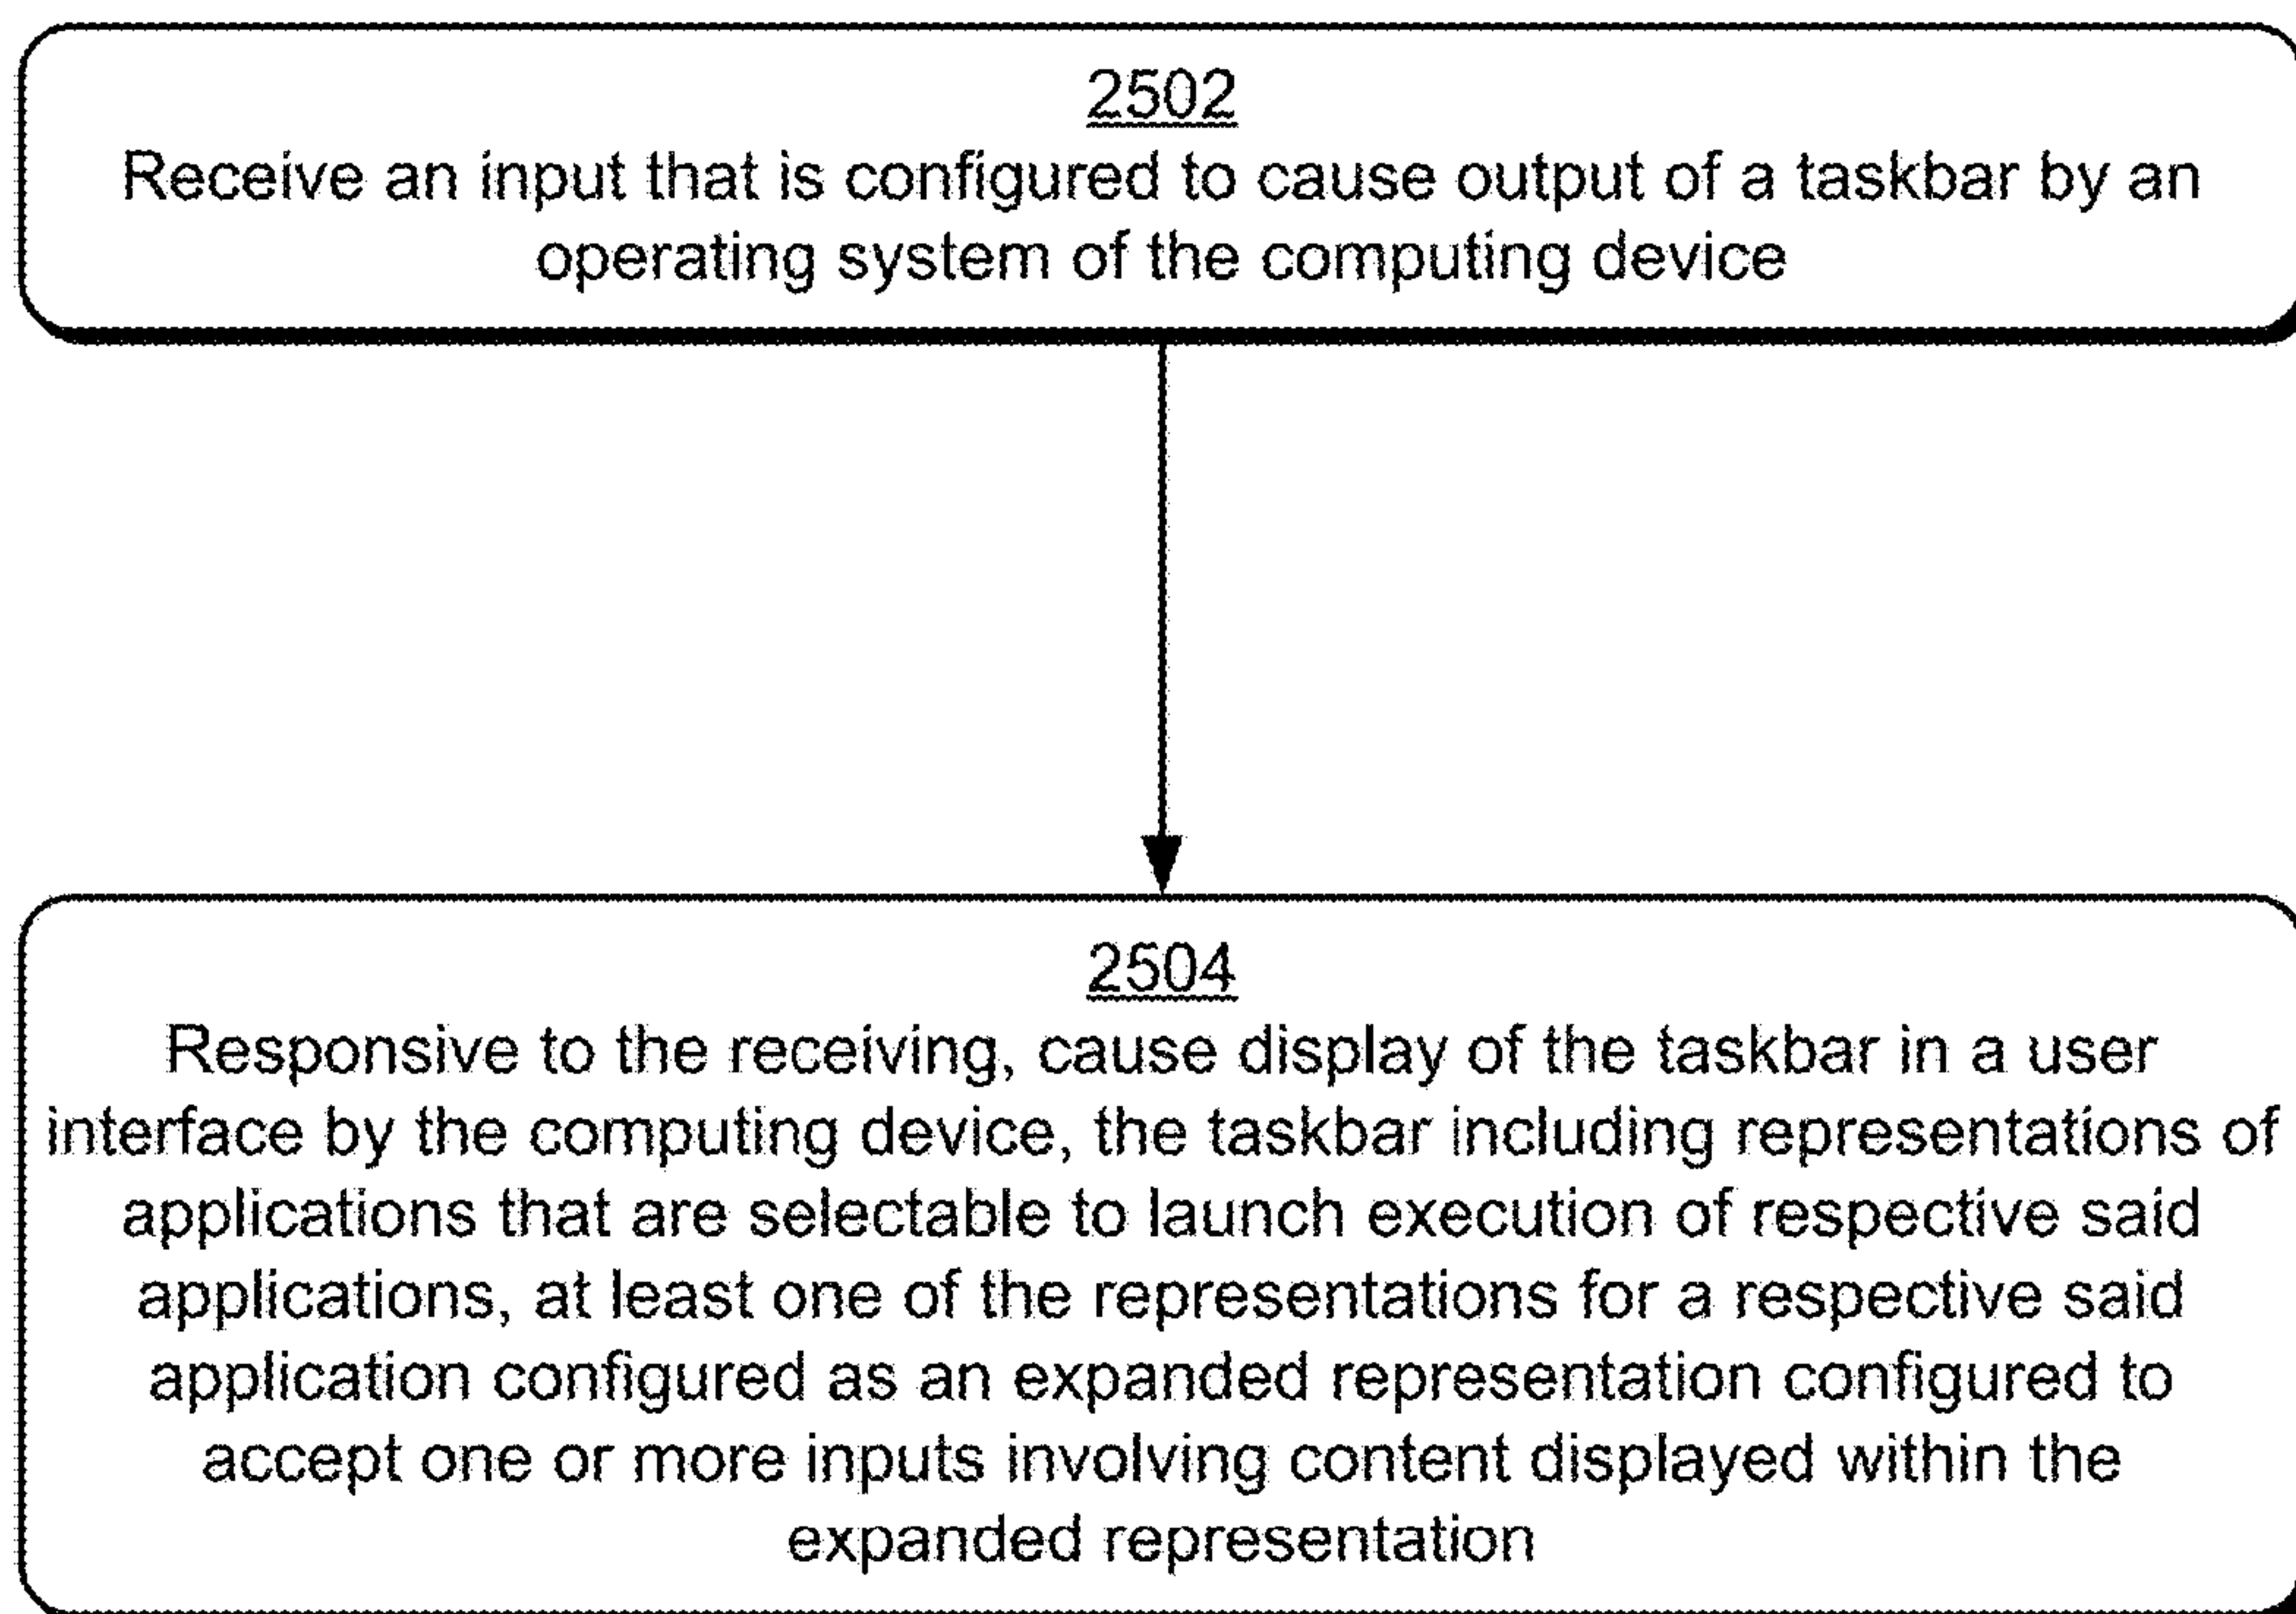 2502
Receive an input that is configured to cause output of a taskbar by an
operating system of the computing device
2504
Responsive to the receiving, cause display of the taskbar in a user
interface by the computing device, the taskbar including representations of
applications that are selectable to launch execution of respective said
applications, at least one of the representations for a respective said
application configured as an expanded representation configured to
accept one or more inputs involving content displayed within the
expanded representation